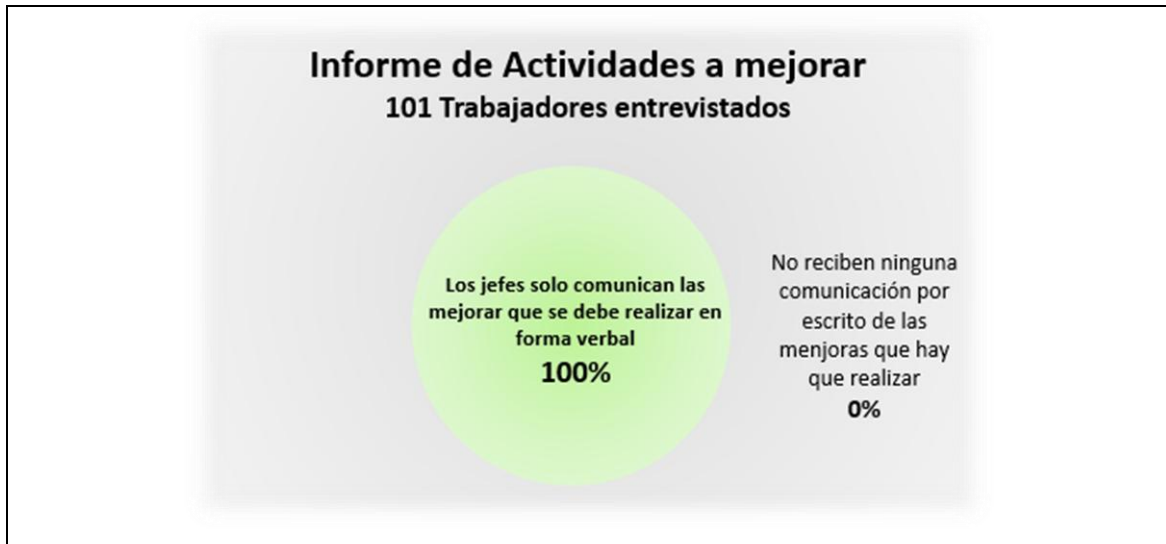 Informe de Actividades a mejorar
101 Trabajadores entrevistados
Los jefes solo comunican las
mejorar que se debe realizar en
forma verbal
100%
No reciben ninguna
comunicación por
escrito de las
menjoras que hay
que realizar
0%